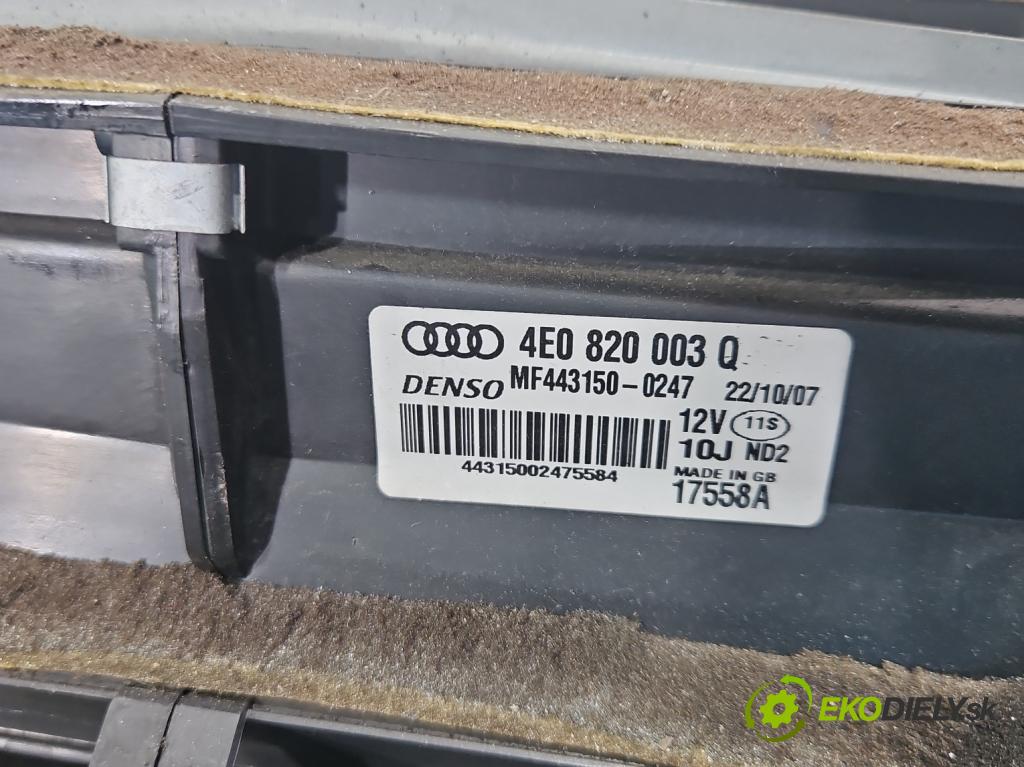 4E0 820 003 Q
DENSO MF443150-0247 22/10/07
12V 11S
10J ND2
44315002475584 MADE IN GB
17558A
EKODIELY.sk